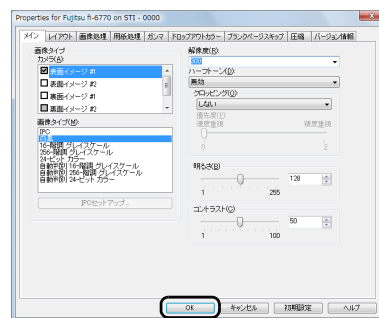 Properties for Fujitsu fi-6770 on STI - 0000
メイン レイアウト 画像処理 用紙処理 ガンマ ドロップアウトカラー ブランクページスキップ 圧縮 バージョン情報
画像タイプ
カメラ(A):
表面イメージ #1
表面イメージ #2
裏面イメージ #1
裏面イメージ #2
画像タイプ(M):
IPC
白黒
16-階調 グレイスケール
256-階調 グレイスケール
24-ビット カラー
自動判別 16-階調 グレイスケール
自動判別 256-階調 グレイスケール
自動判別 24-ビット カラー
IPCセットアップ...
解像度(R):
300
ハーフトーン(D):
無効
クロッピング(G):
しない
優先度(P)
速度重視 精度重視
0 2
明るさ(B)
128
1 255
コントラスト(C)
50
1 100
OK キャンセル 初期設定 ヘルプ